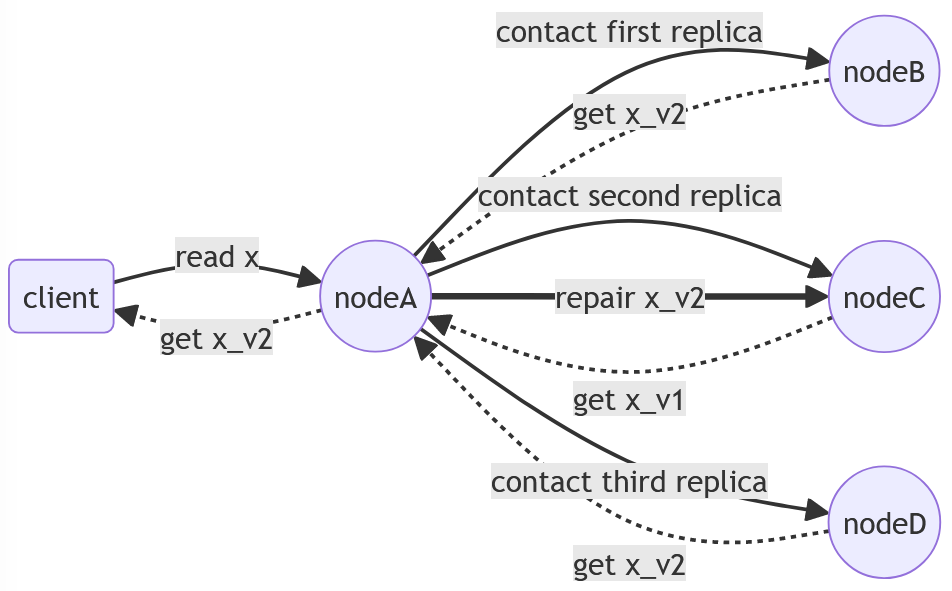 contact first replica
nodeB
get x_v2
contact second replica
read x
client
nodeA
repair x_v2
nodeC
get x_v2
get x_v1
contact third replica
nodeD
get x_v2